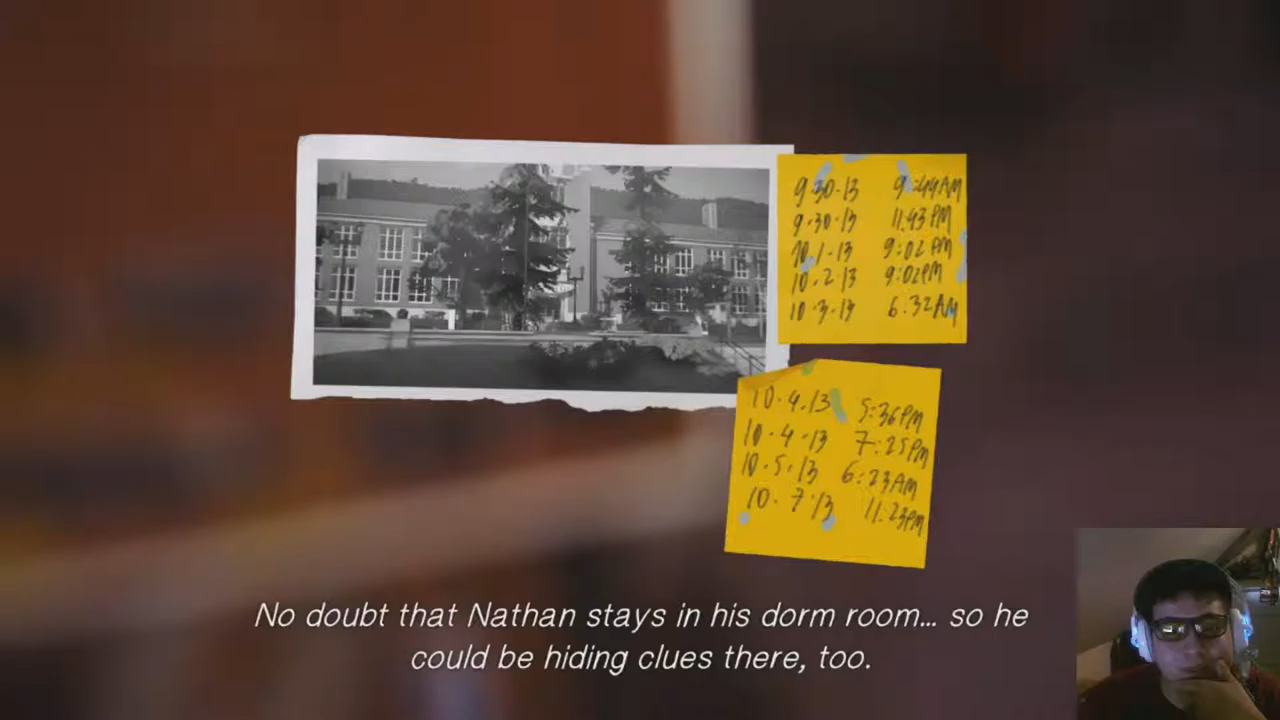 9-30-13 9:44AM
9-30-13 11:43PM
10.1-13 9:02PM
10.2-13 9:02PM
10-3-13 6:32AM
10-4-13 5:36PM
10-4-13 7:25PM
10-5-13 6:23AM
10-7-13 11:23PM
No doubt that Nathan stays in his dorm room... so he
could be hiding clues there, too.